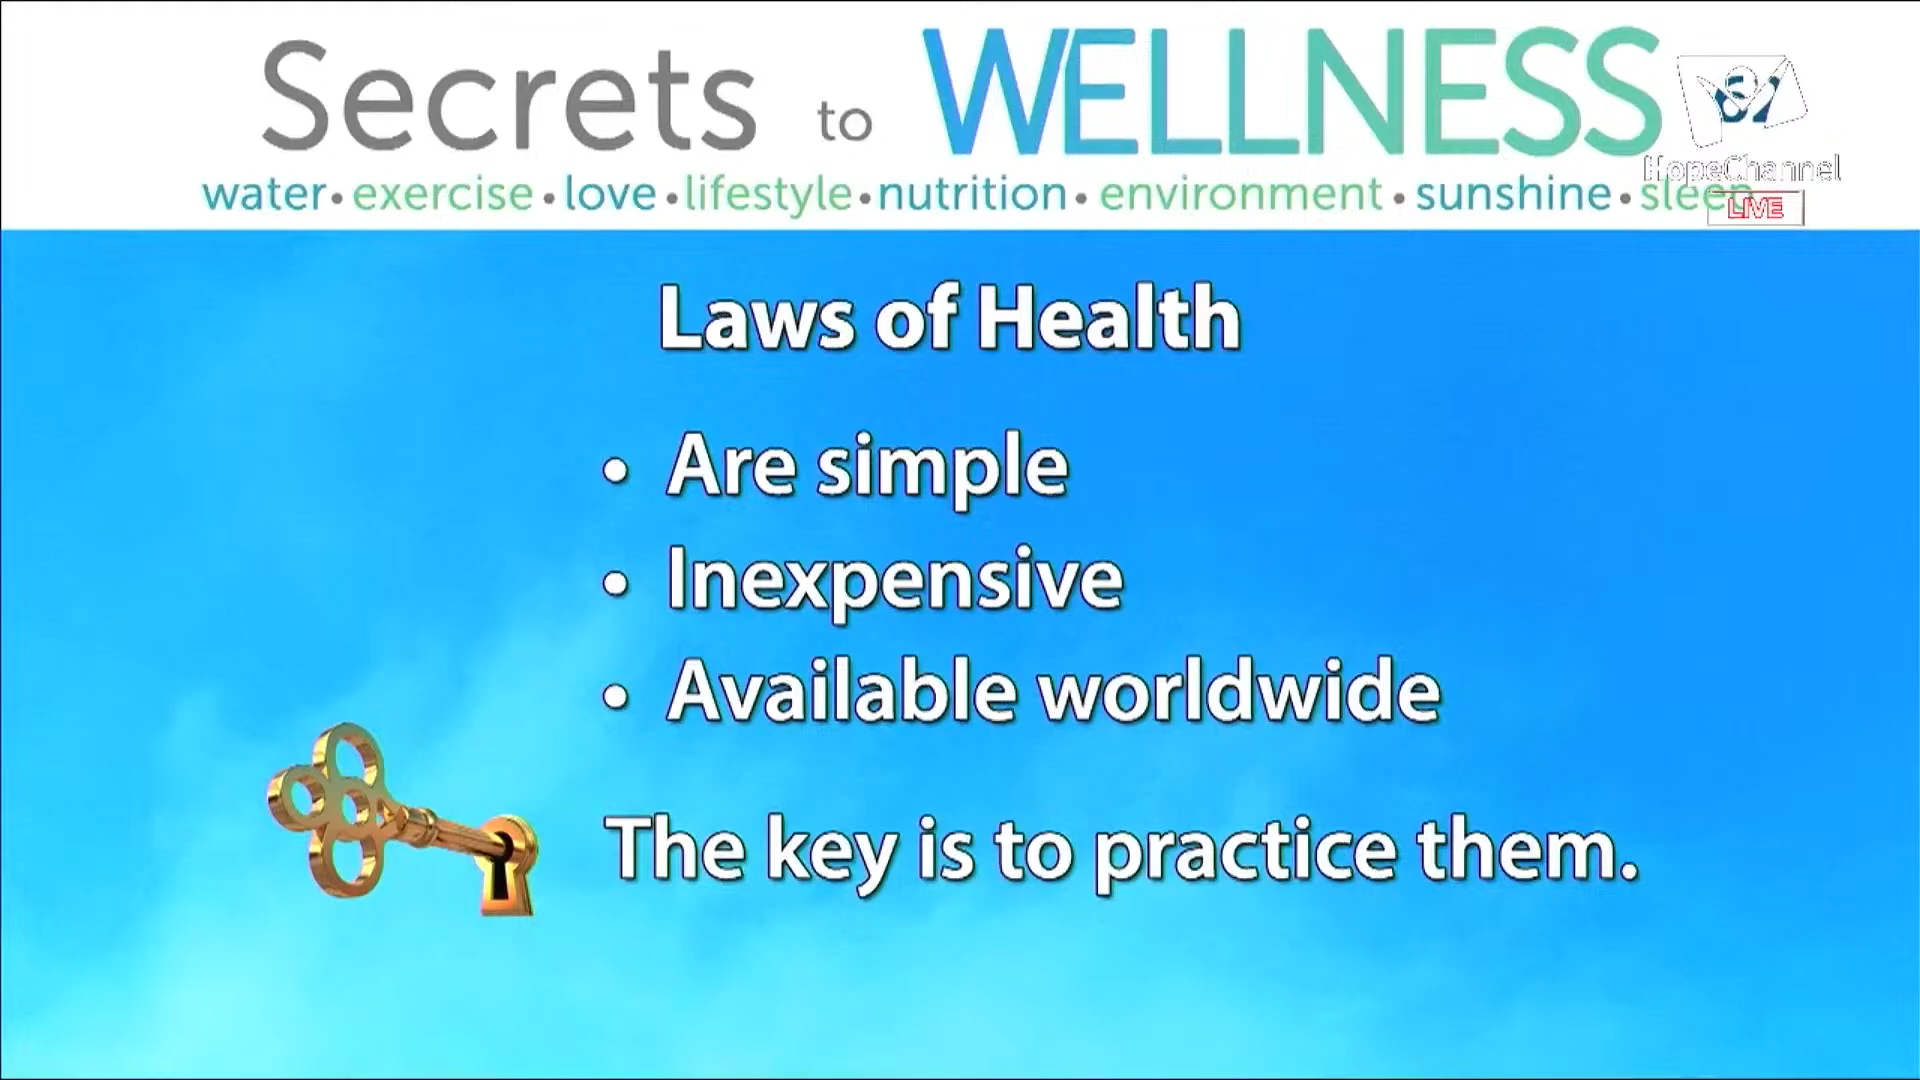 Secrets to WELLNESS
HopeChannel
water • exercise • love • lifestyle • nutrition • environment • sunshine • sleep
LIVE
Laws of Health
• Are simple
• Inexpensive
• Available worldwide
The key is to practice them.